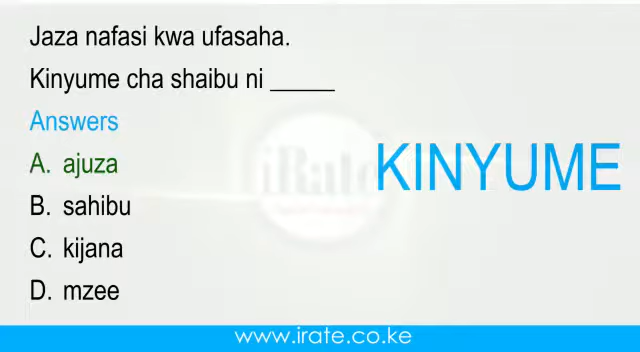 Jaza nafasi kwa ufasaha.
Kinyume cha shaibu ni _____
Answers
A. ajuza
B. sahibu
C. kijana
D. mzee
KINYUME
iRate
www.irate.co.ke